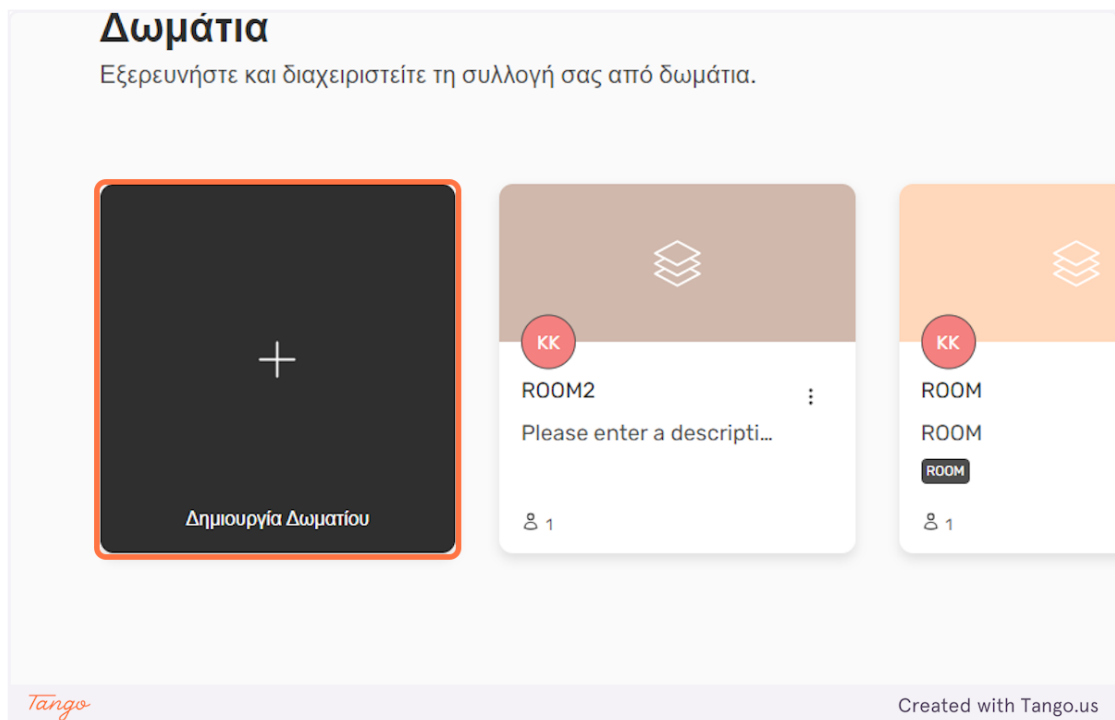 Δωμάτια
Εξερευνήστε και διαχειριστείτε τη συλλογή σας από δωμάτια.
Δημιουργία Δωματίου
KK
ROOM2
Please enter a descripti...
1
KK
ROOM
ROOM
ROOM
1
Tango
Created with Tango.us